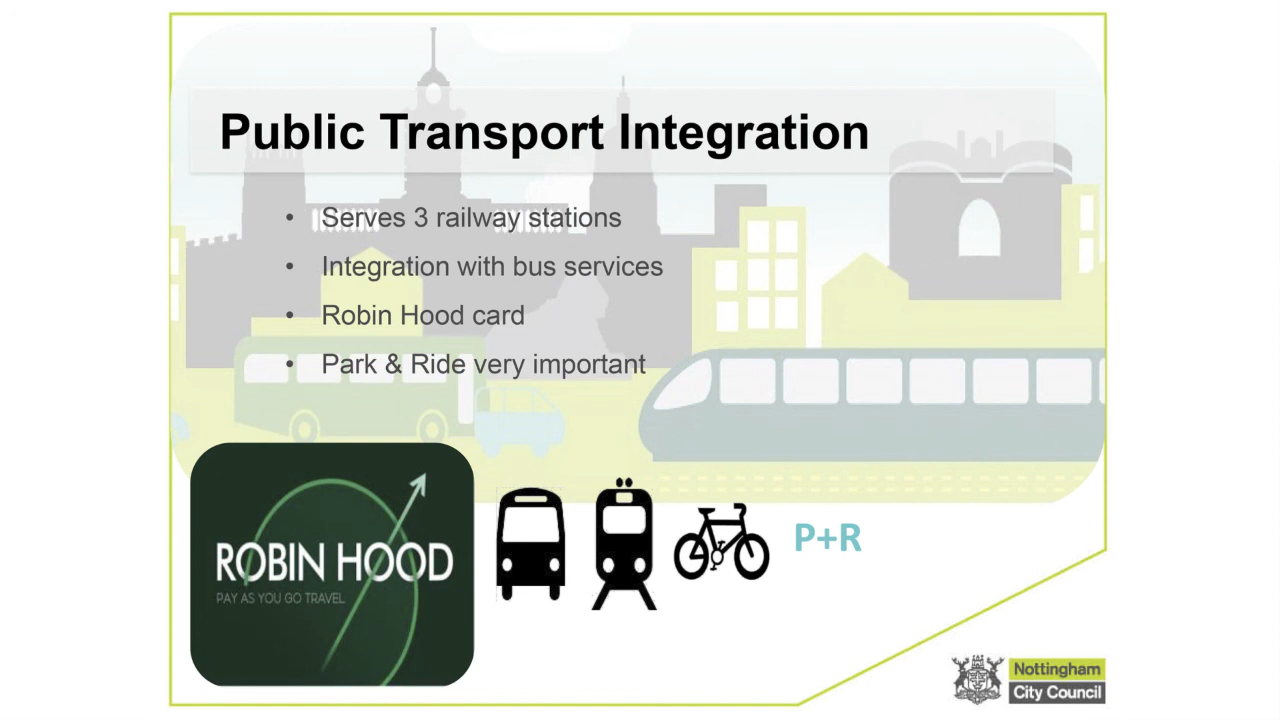 Public Transport Integration
• Serves 3 railway stations
• Integration with bus services
• Robin Hood card
• Park & Ride very important
ROBIN HOOD
PAY AS YOU GO TRAVEL
P+R
Nottingham
City Council